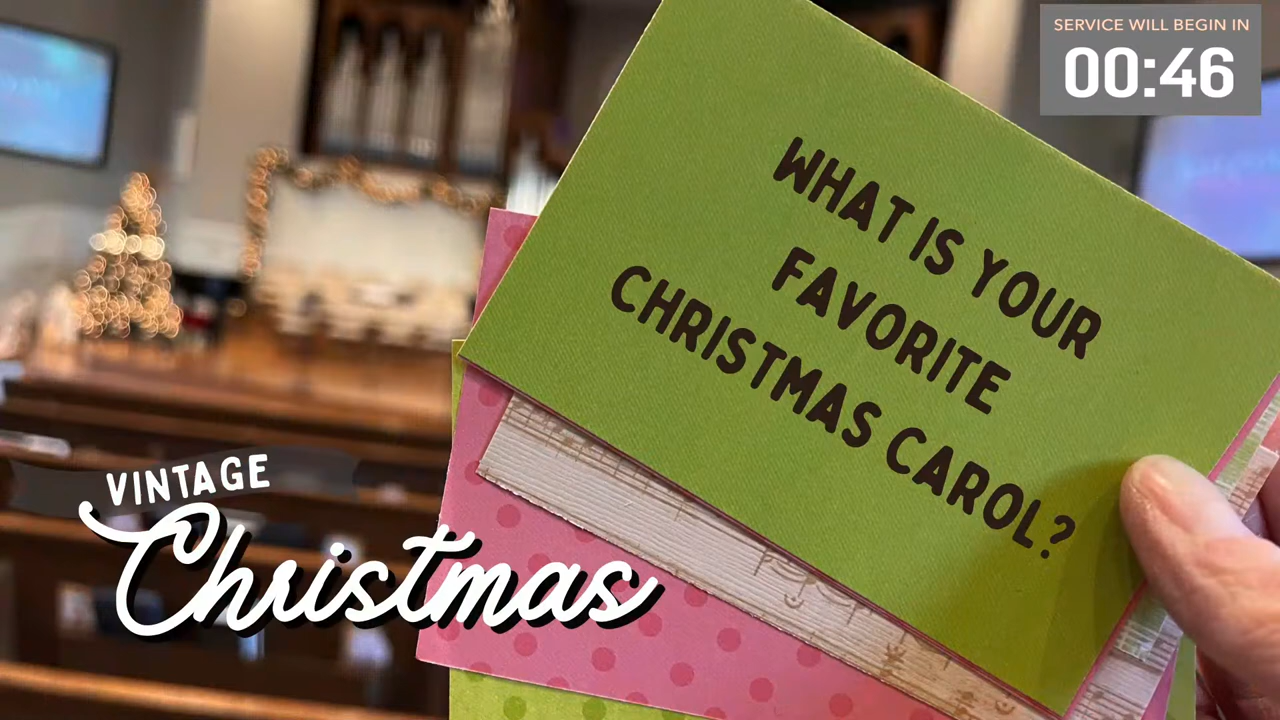 SERVICE WILL BEGIN IN
00:46
WHAT IS YOUR
FAVORITE
CHRISTMAS CAROL?
VINTAGE
Christmas